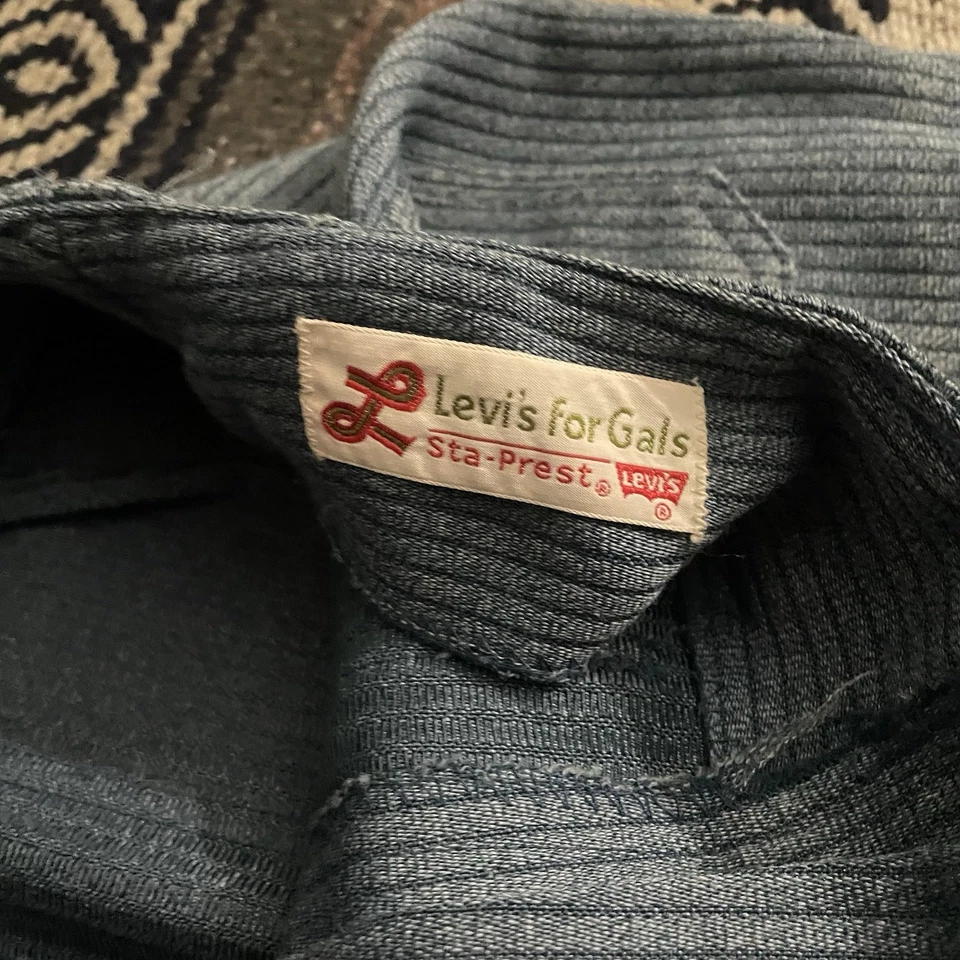 L Levi's for Gals
Sta-Prest®
LEVI'S
®